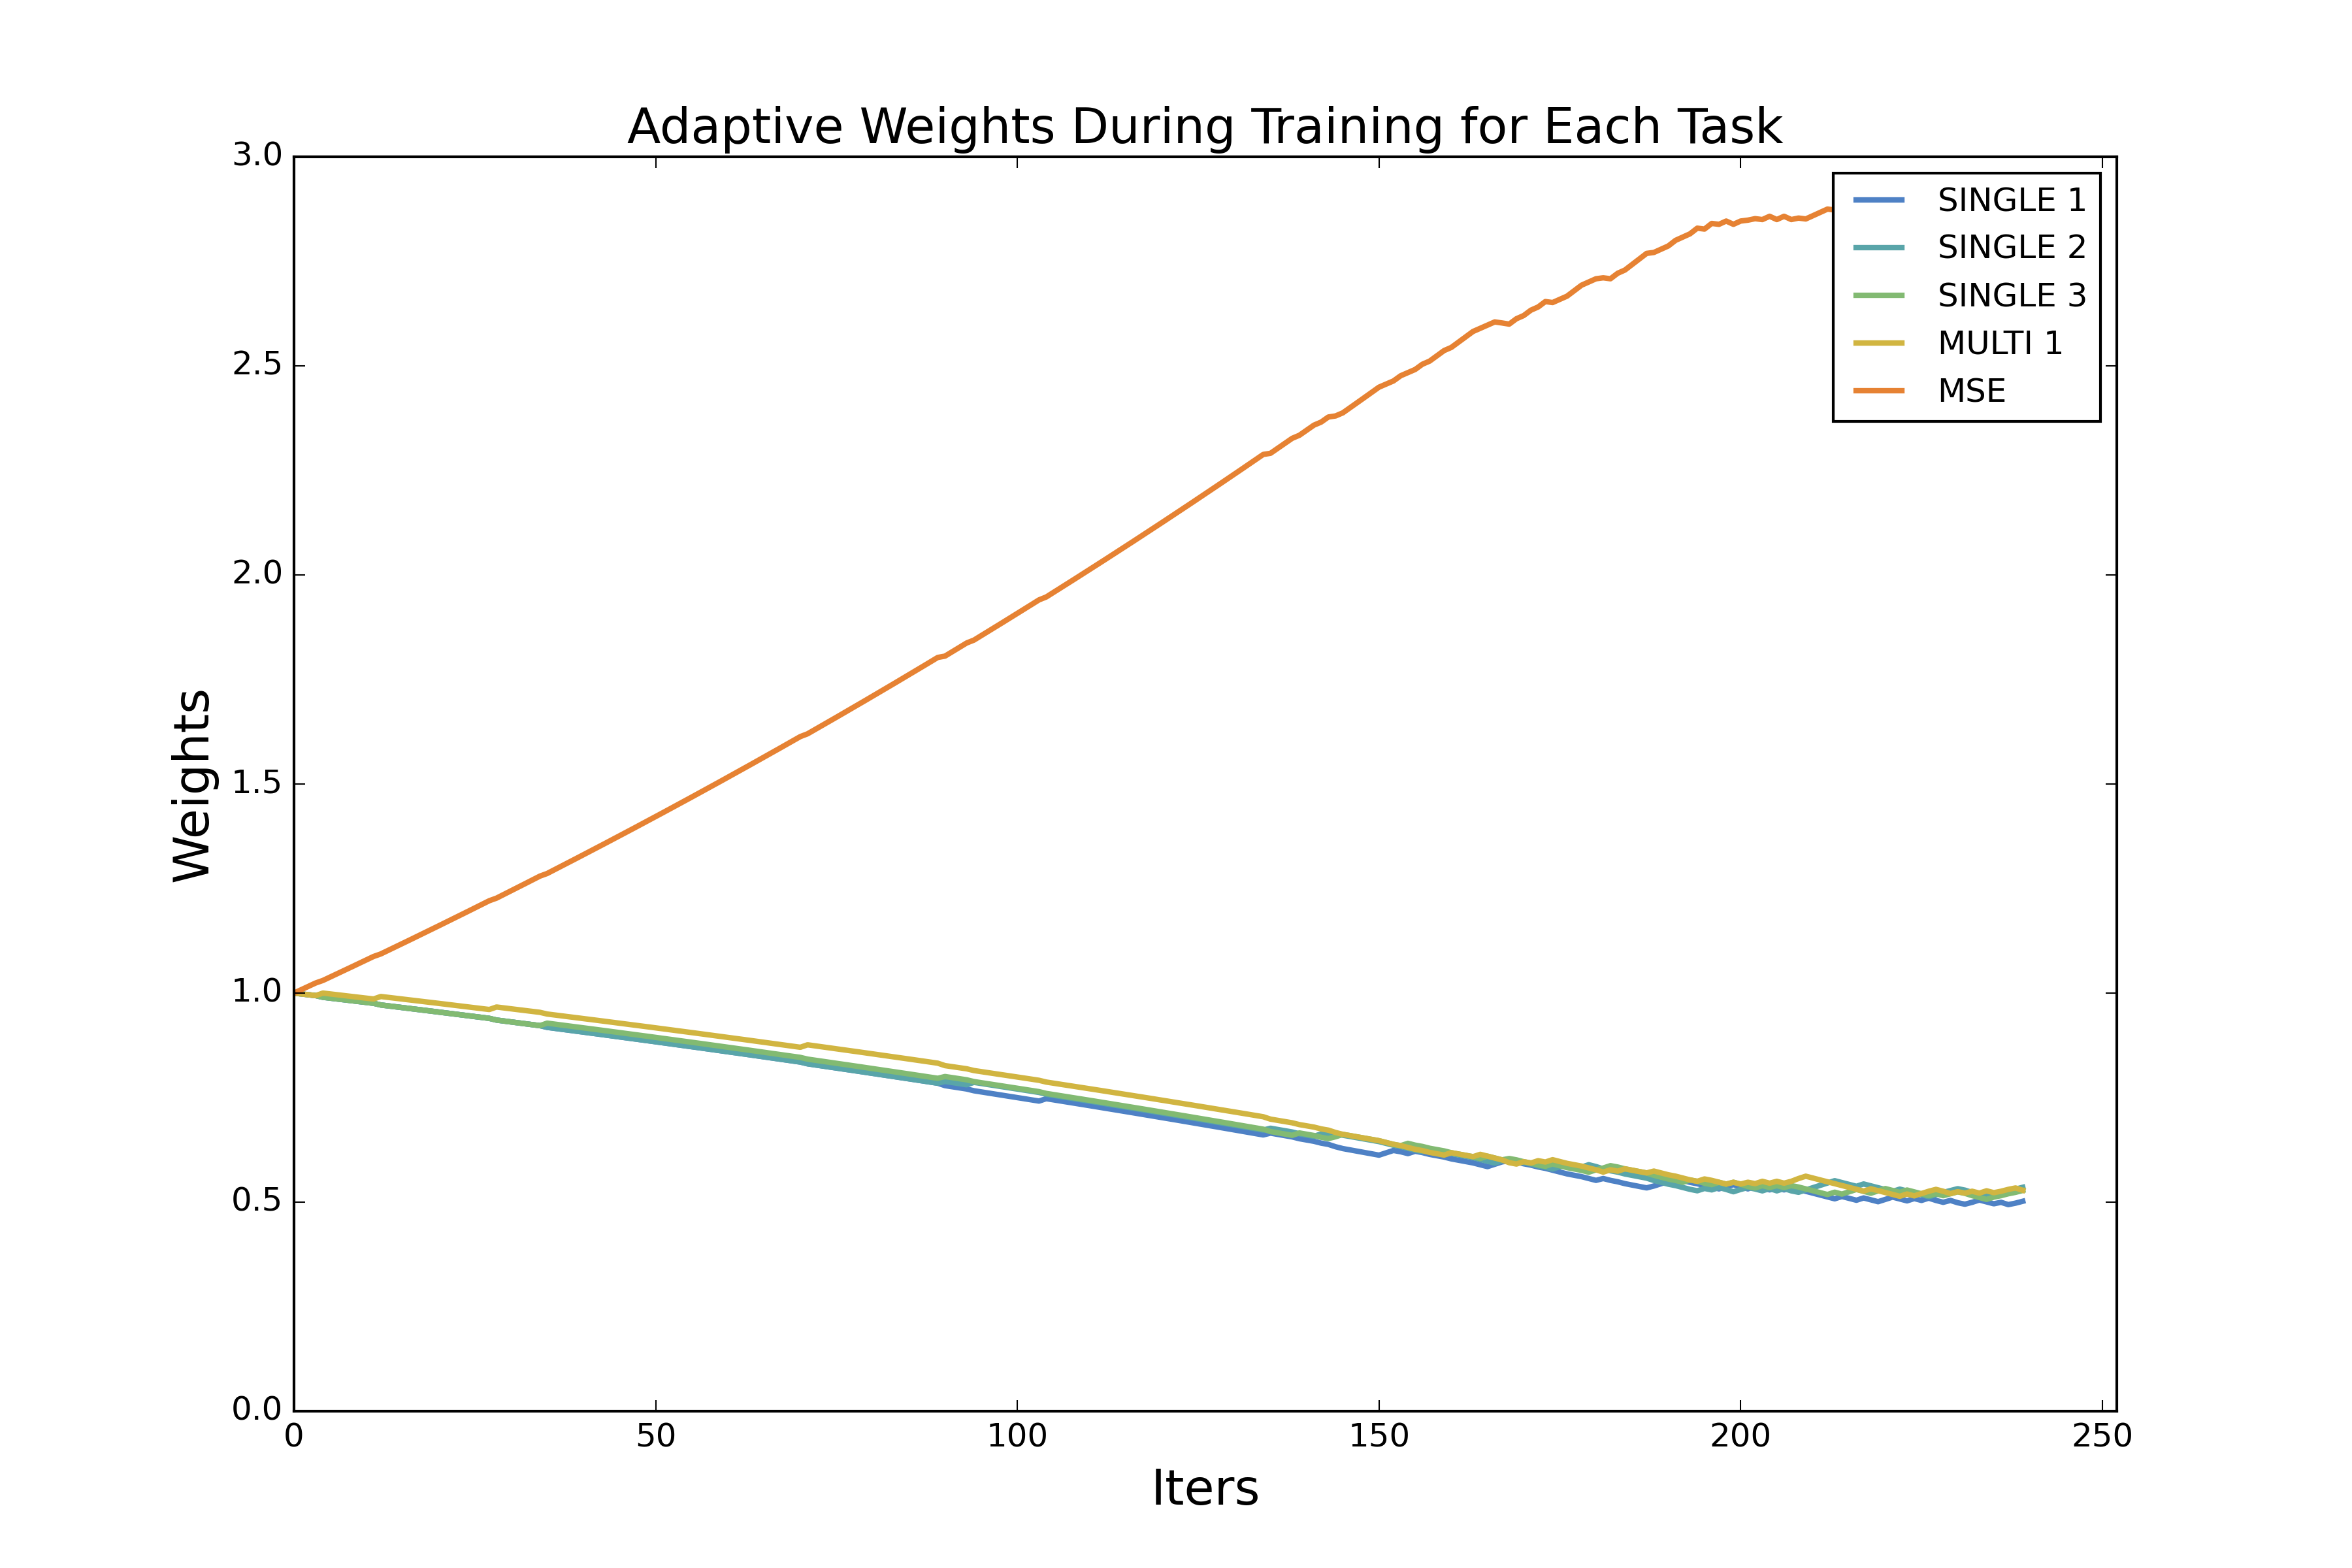 Adaptive Weights During Training for Each Task
3.0
2.5
2.0
1.5
1.0
0.5
0.0
Weights
SINGLE 1
SINGLE 2
SINGLE 3
MULTI 1
MSE
0 50 100 150 200 250
Iters